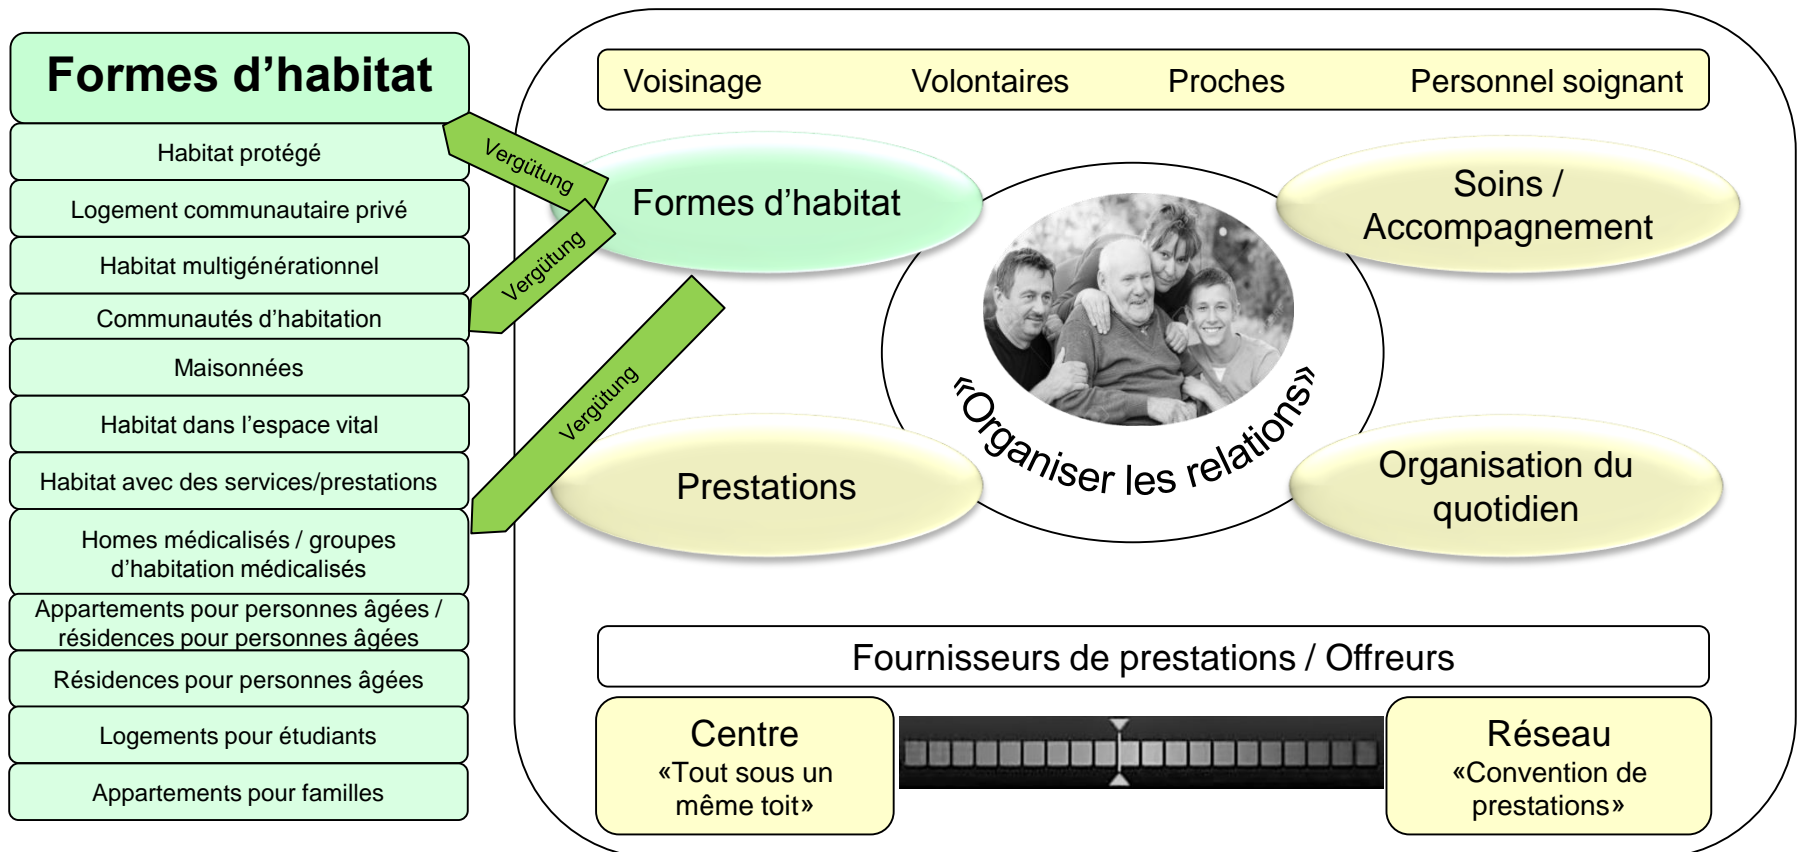 Formes d’habitat
Habitat protégé
Logement communautaire privé
Habitat multigénérationnel
Communautés d’habitation
Maisonnées
Habitat dans l’espace vital
Habitat avec des services/prestations
Homes médicalisés / groupes
d’habitation médicalisés
Appartements pour personnes âgées /
résidences pour personnes âgées
Résidences pour personnes âgées
Logements pour étudiants
Appartements pour familles
Vergütung
Vergütung
Vergütung
Voisinage Volontaires Proches Personnel soignant
Formes d’habitat
Soins /
Accompagnement
«Organiser les relations»
Prestations
Organisation du
quotidien
Fournisseurs de prestations / Offreurs
Centre
«Tout sous un
même toit»
Réseau
«Convention de
prestations»